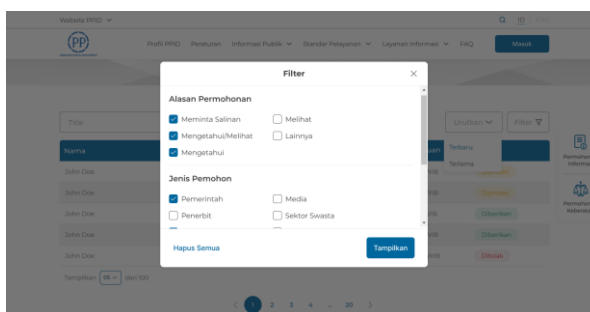 Website PPID
ID
Profil PPID Peraturan Informasi Publik Standar Pelayanan Layanan Informasi FAQ Masuk
Filter
Alasan Permohonan
Meminta Salinan Melihat
Mengetahui/Melihat Lainnya
Mengetahui
Jenis Pemohon
Pemerintah Media
Penerbit Sektor Swasta
Hapus Semua Tampilkan
Title Urutkan Filter
Nama
Terbaru
Terlama
John Doe
John Doe
John Doe Diberikan
John Doe Diberikan
John Doe Ditolak
Tampilkan 05 dari 100
1 2 3 4 ... 20